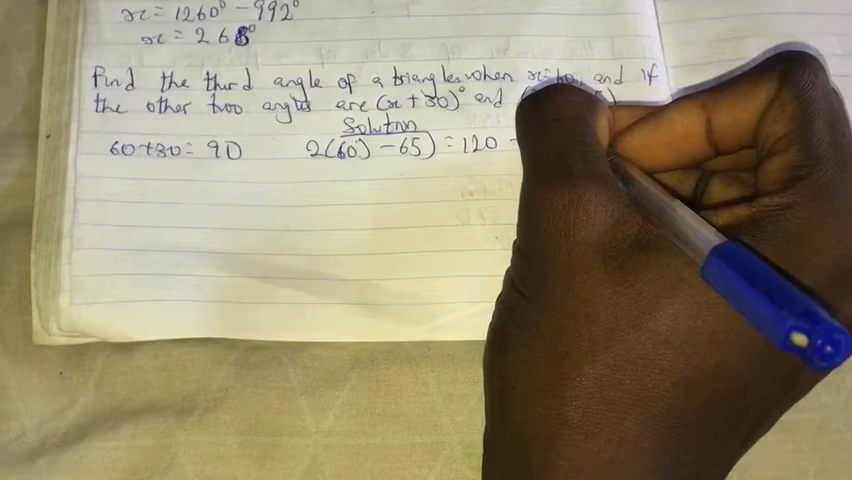 x = 1260° - 992°
x = 268°
Find the third angle of a triangle when x= and if
the other two angles are (x + 30)° and
Solution
60+30 = 90 2(60) - 65) = 120 -